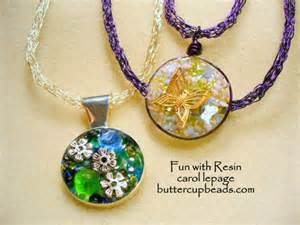 Fun with Resin
carol lepage
buttercupbeads.com